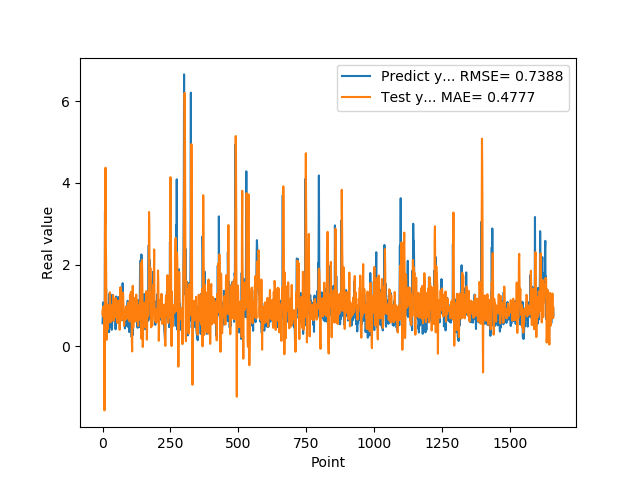 Predict y... RMSE= 0.7388
Test y... MAE= 0.4777
6
4
2
0
Real value
0 250 500 750 1000 1250 1500
Point